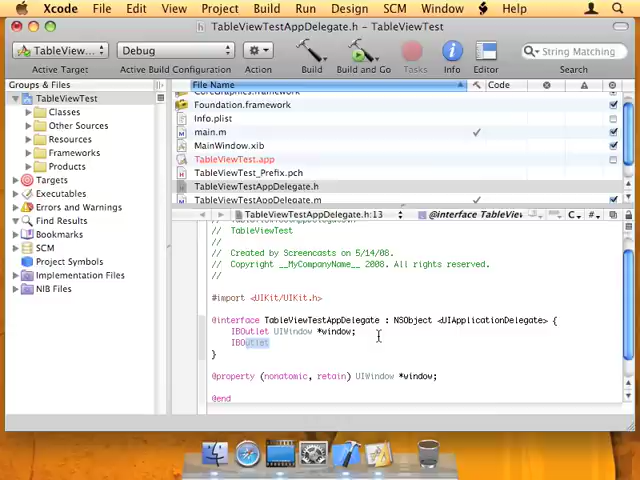 Xcode File Edit View Project Build Run Design SCM Window Help
TableViewTestAppDelegate.h — TableViewTest
TableView... Debug String Matching
Active Target Active Build Configuration Action Build Build and Go Tasks Info Editor Search
Groups & Files
TableViewTest
Classes
Other Sources
Resources
Frameworks
Products
Targets
Executables
Errors and Warnings
Find Results
Bookmarks
SCM
Project Symbols
Implementation Files
NIB Files
File Name Code
Foundation.framework
Info.plist
main.m
MainWindow.xib
TableViewTest.app
TableViewTest_Prefix.pch
TableViewTestAppDelegate.h
TableViewTestAppDelegate.m
TableViewTestAppDelegate.h:13 @interface TableView C #
// TableViewTest
//
// Created by Screencasts on 5/14/08.
// Copyright __MyCompanyName__ 2008. All rights reserved.
//
#import <UIKit/UIKit.h>
@interface TableViewTestAppDelegate : NSObject <UIApplicationDelegate> {
IBOutlet UIWindow *window;
IBOutlet
}
@property (nonatomic, retain) UIWindow *window;
@end